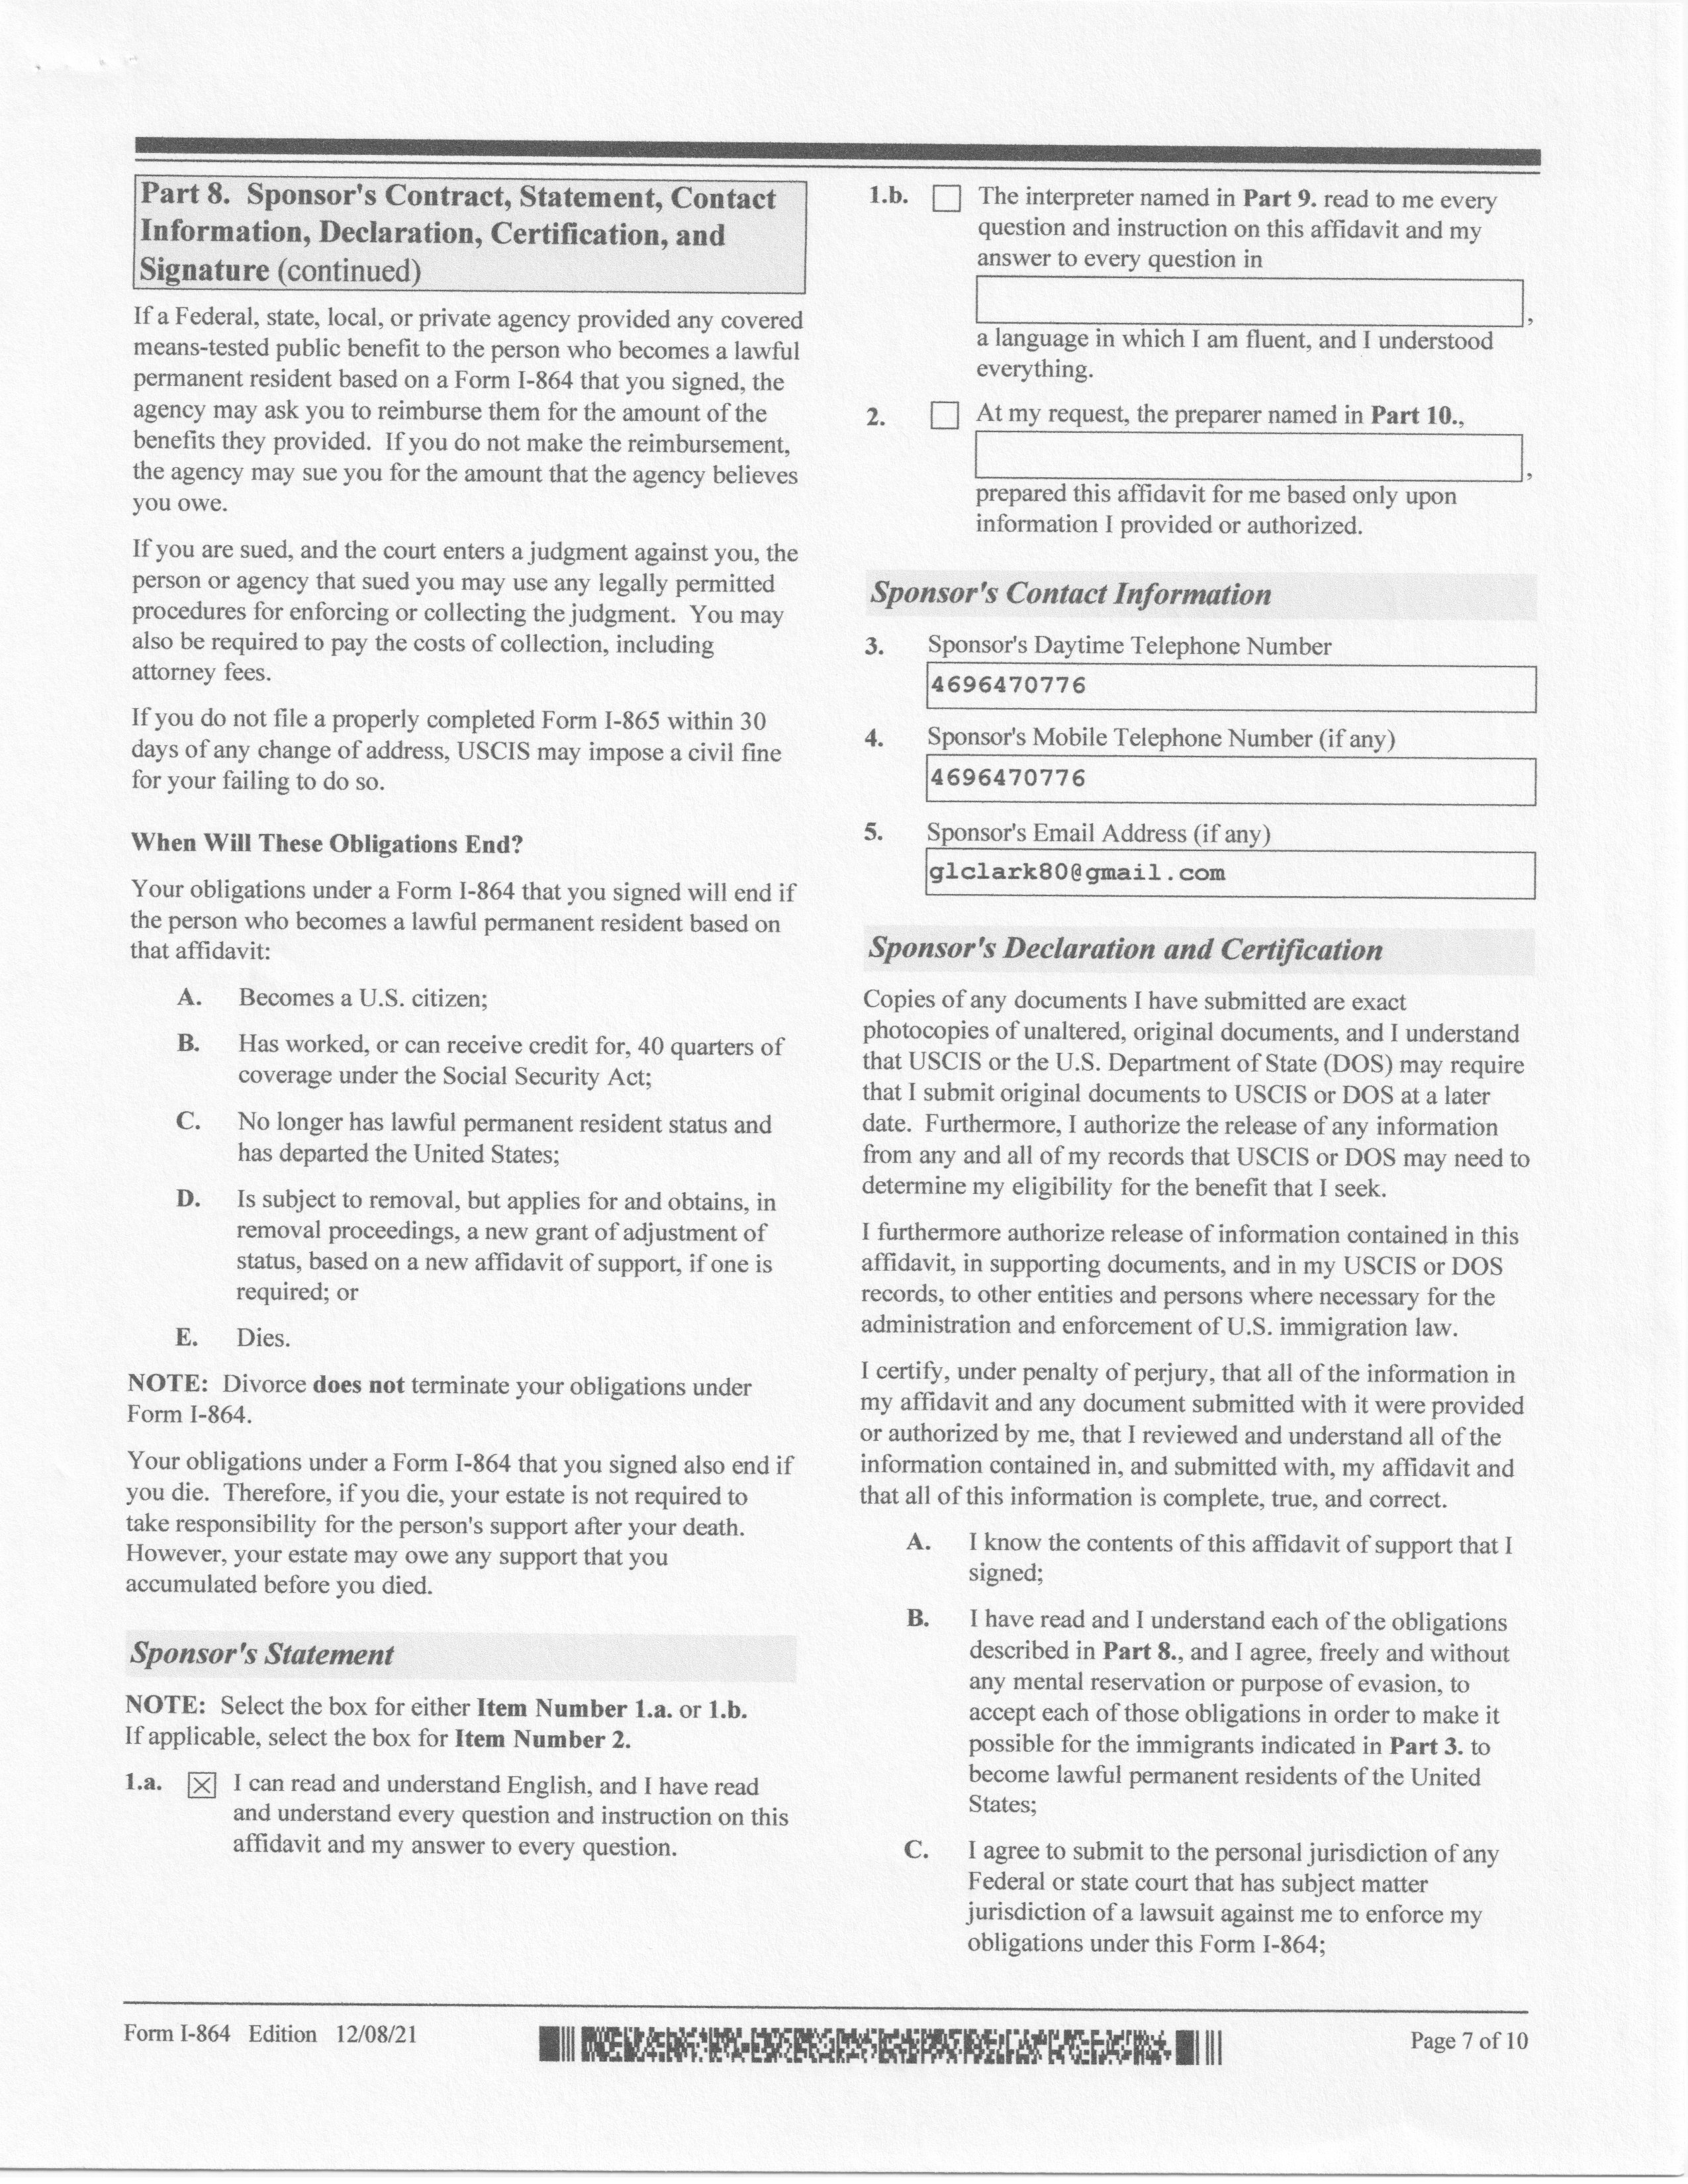 Part 8. Sponsor's Contract, Statement, Contact
Information, Declaration, Certification, and
Signature (continued)
If a Federal, state, local, or private agency provided any covered
means-tested public benefit to the person who becomes a lawful
permanent resident based on a Form I-864 that you signed, the
agency may ask you to reimburse them for the amount of the
benefits they provided. If you do not make the reimbursement,
the agency may sue you for the amount that the agency believes
you owe.
If you are sued, and the court enters a judgment against you, the
person or agency that sued you may use any legally permitted
procedures for enforcing or collecting the judgment. You may
also be required to pay the costs of collection, including
attorney fees.
If you do not file a properly completed Form I-865 within 30
days of any change of address, USCIS may impose a civil fine
for your failing to do so.
When Will These Obligations End?
Your obligations under a Form I-864 that you signed will end if
the person who becomes a lawful permanent resident based on
that affidavit:
A. Becomes a U.S. citizen;
B. Has worked, or can receive credit for, 40 quarters of
coverage under the Social Security Act;
C. No longer has lawful permanent resident status and
has departed the United States;
D. Is subject to removal, but applies for and obtains, in
removal proceedings, a new grant of adjustment of
status, based on a new affidavit of support, if one is
required; or
E. Dies.
NOTE: Divorce does not terminate your obligations under
Form I-864.
Your obligations under a Form I-864 that you signed also end if
you die. Therefore, if you die, your estate is not required to
take responsibility for the person's support after your death.
However, your estate may owe any support that you
accumulated before you died.
Sponsor's Statement
NOTE: Select the box for either Item Number 1.a. or 1.b.
If applicable, select the box for Item Number 2.
1.a. I can read and understand English, and I have read
and understand every question and instruction on this
affidavit and my answer to every question.
1.b. The interpreter named in Part 9. read to me every
question and instruction on this affidavit and my
answer to every question in
,
a language in which I am fluent, and I understood
everything.
2. At my request, the preparer named in Part 10.,
,
prepared this affidavit for me based only upon
information I provided or authorized.
Sponsor's Contact Information
3. Sponsor's Daytime Telephone Number
4696470776
4. Sponsor's Mobile Telephone Number (if any)
4696470776
5. Sponsor's Email Address (if any)
glclark80@gmail.com
Sponsor's Declaration and Certification
Copies of any documents I have submitted are exact
photocopies of unaltered, original documents, and I understand
that USCIS or the U.S. Department of State (DOS) may require
that I submit original documents to USCIS or DOS at a later
date. Furthermore, I authorize the release of any information
from any and all of my records that USCIS or DOS may need to
determine my eligibility for the benefit that I seek.
I furthermore authorize release of information contained in this
affidavit, in supporting documents, and in my USCIS or DOS
records, to other entities and persons where necessary for the
administration and enforcement of U.S. immigration law.
I certify, under penalty of perjury, that all of the information in
my affidavit and any document submitted with it were provided
or authorized by me, that I reviewed and understand all of the
information contained in, and submitted with, my affidavit and
that all of this information is complete, true, and correct.
A. I know the contents of this affidavit of support that I
signed;
B. I have read and I understand each of the obligations
described in Part 8., and I agree, freely and without
any mental reservation or purpose of evasion, to
accept each of those obligations in order to make it
possible for the immigrants indicated in Part 3. to
become lawful permanent residents of the United
States;
C. I agree to submit to the personal jurisdiction of any
Federal or state court that has subject matter
jurisdiction of a lawsuit against me to enforce my
obligations under this Form I-864;
Form I-864 Edition 12/08/21
Page 7 of 10